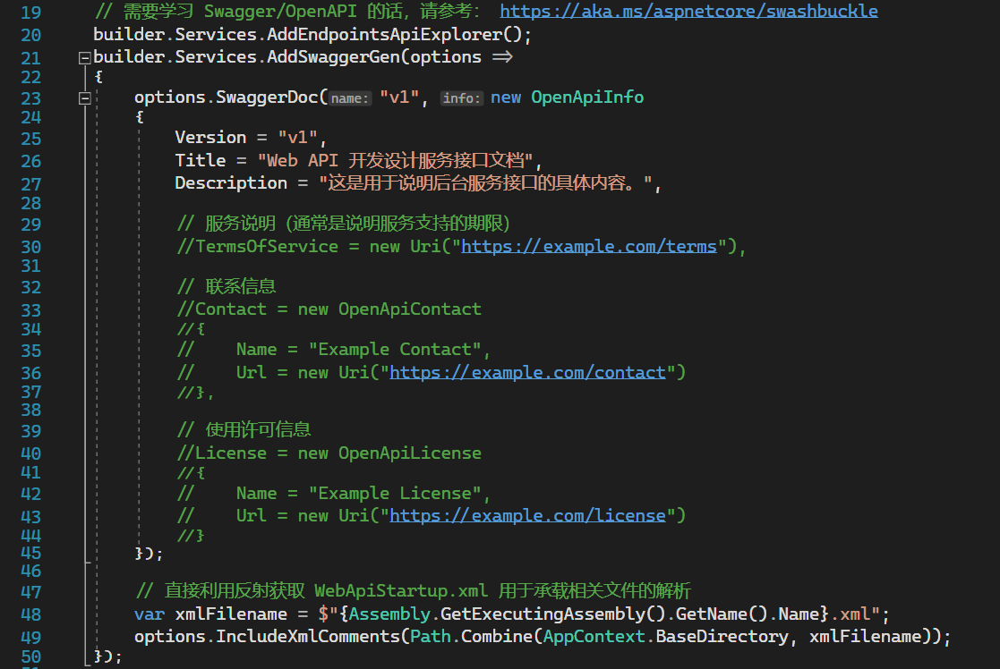 19 // 需要学习 Swagger/OpenAPI 的话，请参考： https://aka.ms/aspnetcore/swashbuckle
20 builder.Services.AddEndpointsApiExplorer();
21 builder.Services.AddSwaggerGen(options =>
22 {
23 options.SwaggerDoc(name: "v1", info: new OpenApiInfo
24 {
25 Version = "v1",
26 Title = "Web API 开发设计服务接口文档",
27 Description = "这是用于说明后台服务接口的具体内容。",
28
29 // 服务说明（通常是说明服务支持的期限）
30 //TermsOfService = new Uri("https://example.com/terms"),
31
32 // 联系信息
33 //Contact = new OpenApiContact
34 //{
35 //    Name = "Example Contact",
36 //    Url = new Uri("https://example.com/contact")
37 //},
38
39 // 使用许可信息
40 //License = new OpenApiLicense
41 //{
42 //    Name = "Example License",
43 //    Url = new Uri("https://example.com/license")
44 //}
45 });
46
47 // 直接利用反射获取 WebApiStartup.xml 用于承载相关文件的解析
48 var xmlFilename = $"{Assembly.GetExecutingAssembly().GetName().Name}.xml";
49 options.IncludeXmlComments(Path.Combine(AppContext.BaseDirectory, xmlFilename));
50 });